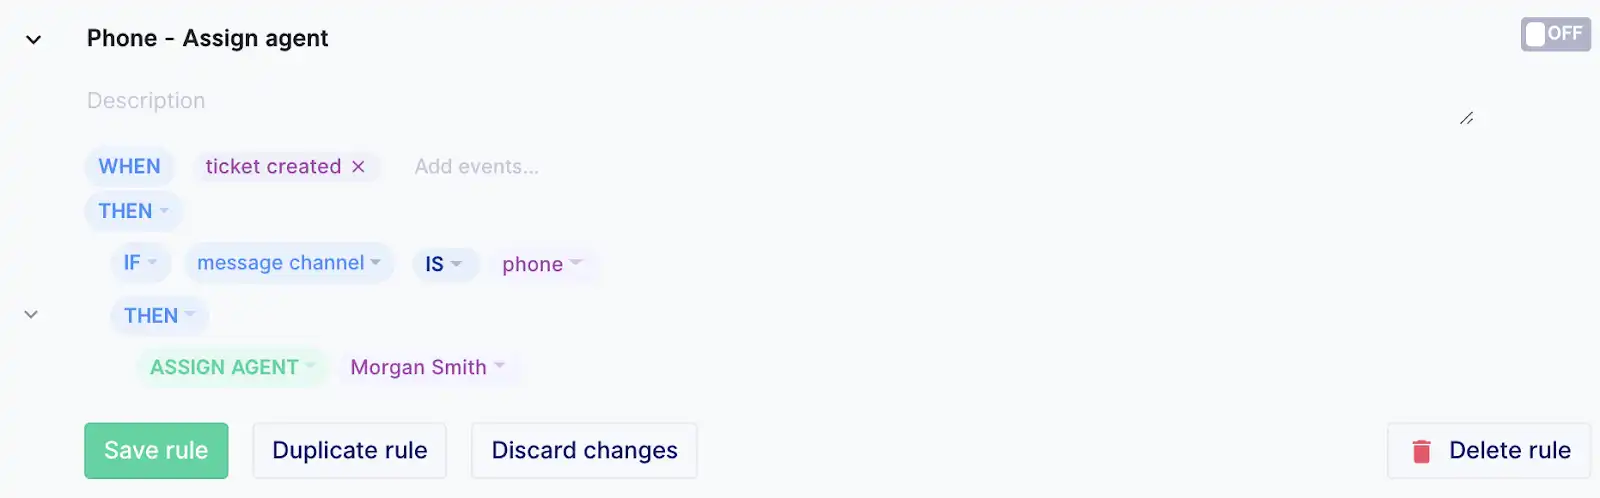 Phone - Assign agent
OFF
Description
WHEN ticket created × Add events...
THEN
IF message channel IS phone
THEN
ASSIGN AGENT Morgan Smith
Save rule Duplicate rule Discard changes Delete rule